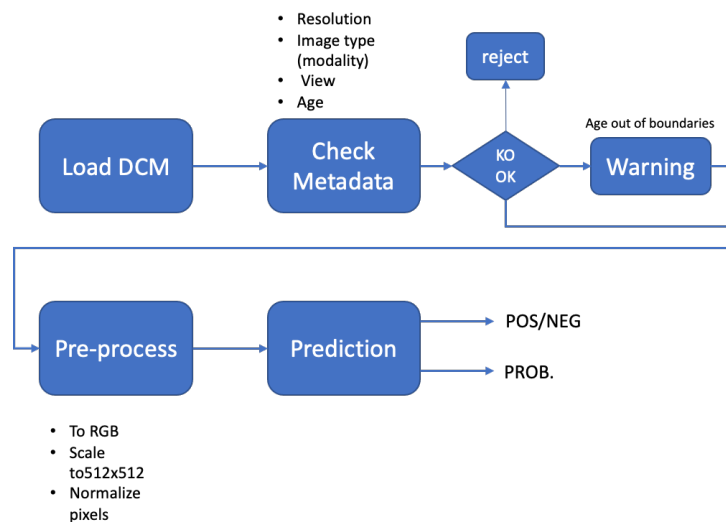 • Resolution
• Image type
(modality)
• View
• Age
reject
Load DCM
Check
Metadata
KO
OK
Age out of boundaries
Warning
Pre-process
Prediction
POS/NEG
PROB.
• To RGB
• Scale
to512x512
• Normalize
pixels